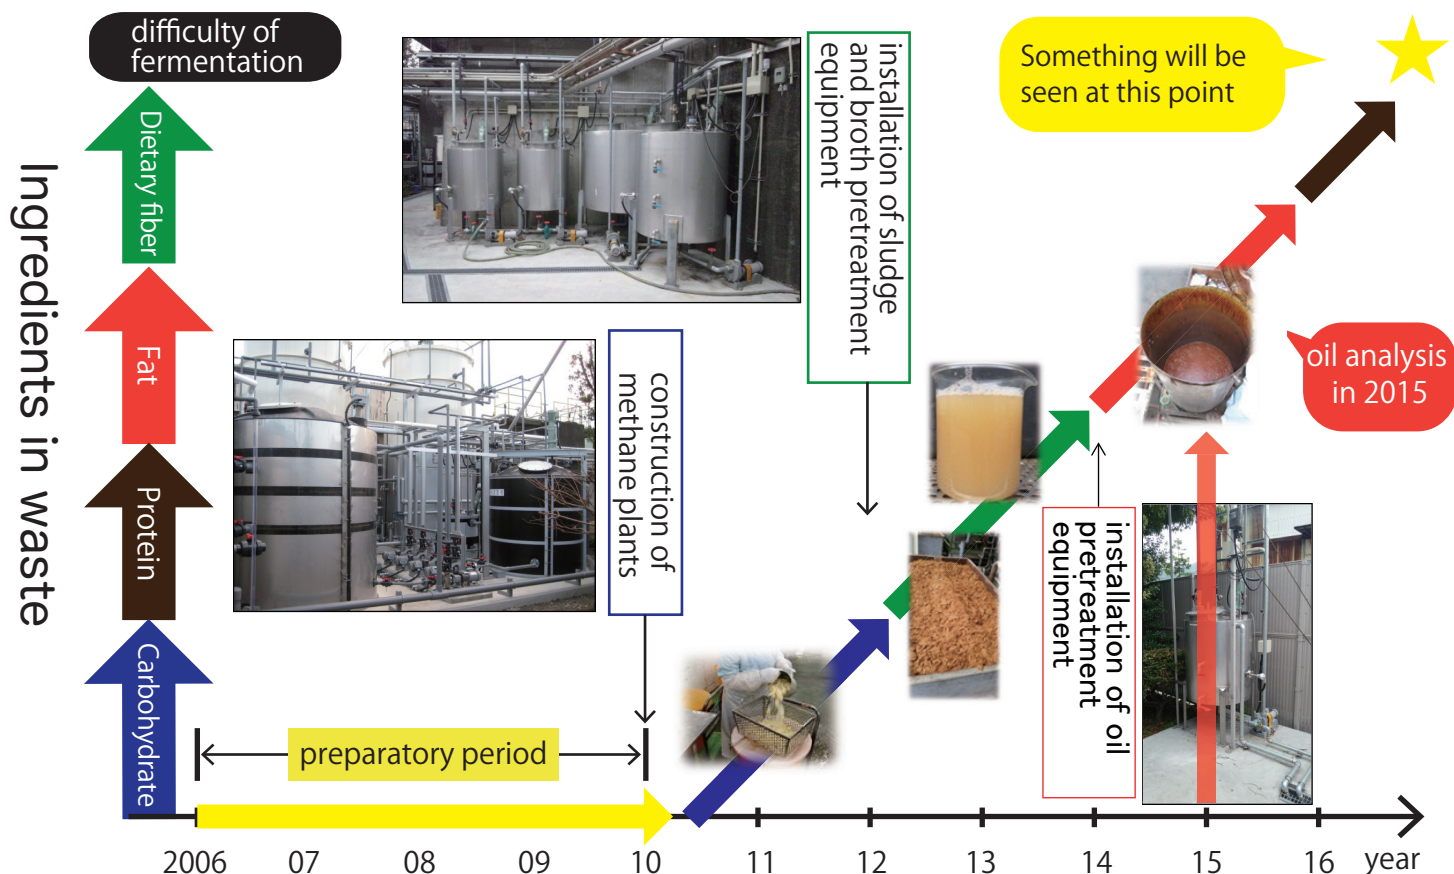 difficulty of
fermentation
Ingredients in waste
Dietary fiber
Fat
Protein
Carbohydrate
installation of sludge
and broth pretreatment
equipment
construction of
methane plants
Something will be
seen at this point
oil analysis
in 2015
installation of oil
pretreatment
equipment
preparatory period
2006 07 08 09 10 11 12 13 14 15 16 year